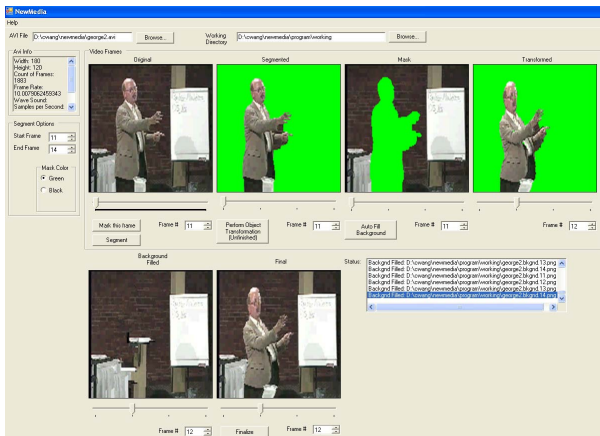 NewMedia
Help
AVI File D:\cwang\newmedia\george2.avi Browse... Working Directory D:\cwang\newmedia\program\working Browse...
Avi Info
Width: 180
Height: 120
Count of Frames:
1883
Frame Rate:
10.0079062459343
Wave Sound:
Samples per Second:
Segment Options
Start Frame 11
End Frame 14
Mask Color
Green
Black
Video Frames
Original Segmented Mask Transformed
Mark this frame Frame # 11
Segment
Perform Object Transformation (Unfinished) Frame # 11
Auto Fill Background Frame # 11
Frame # 12
Background Filled
Final
Status:
Backgnd Filled: D:\cwang\newmedia\program\working\george2.bkgnd.13.png
Backgnd Filled: D:\cwang\newmedia\program\working\george2.bkgnd.14.png
Backgnd Filled: D:\cwang\newmedia\program\working\george2.bkgnd.11.png
Backgnd Filled: D:\cwang\newmedia\program\working\george2.bkgnd.12.png
Backgnd Filled: D:\cwang\newmedia\program\working\george2.bkgnd.13.png
Backgnd Filled: D:\cwang\newmedia\program\working\george2.bkgnd.14.png
Frame # 12
Finalize
Frame # 12